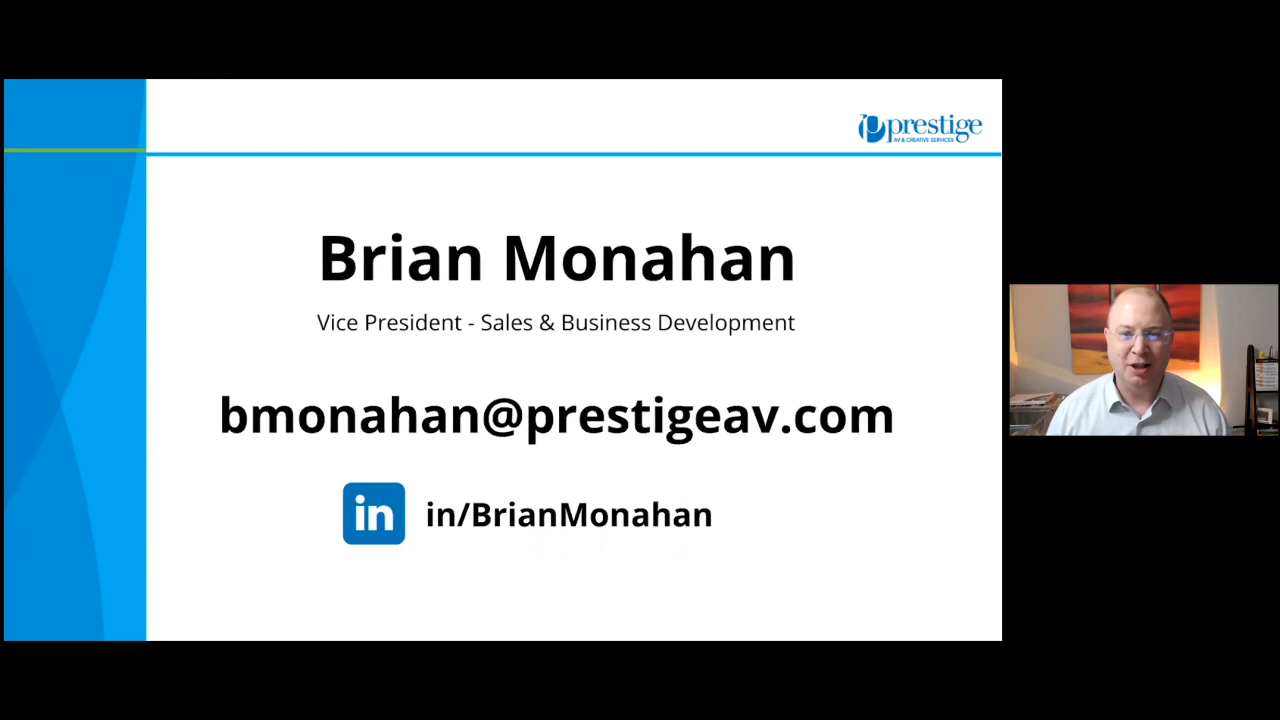 prestige
AV & CREATIVE SERVICES
Brian Monahan
Vice President - Sales & Business Development
bmonahan@prestigeav.com
in in/BrianMonahan